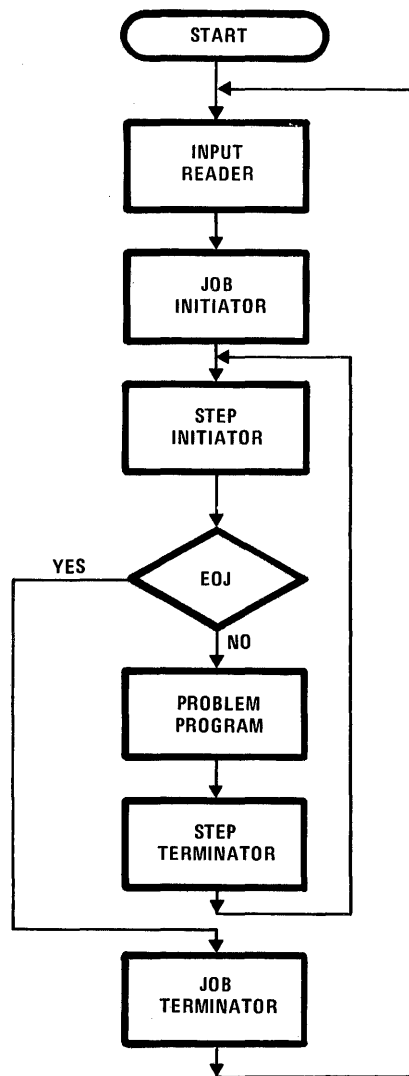 START
INPUT
READER
JOB
INITIATOR
STEP
INITIATOR
YES
EOJ
NO
PROBLEM
PROGRAM
STEP
TERMINATOR
JOB
TERMINATOR